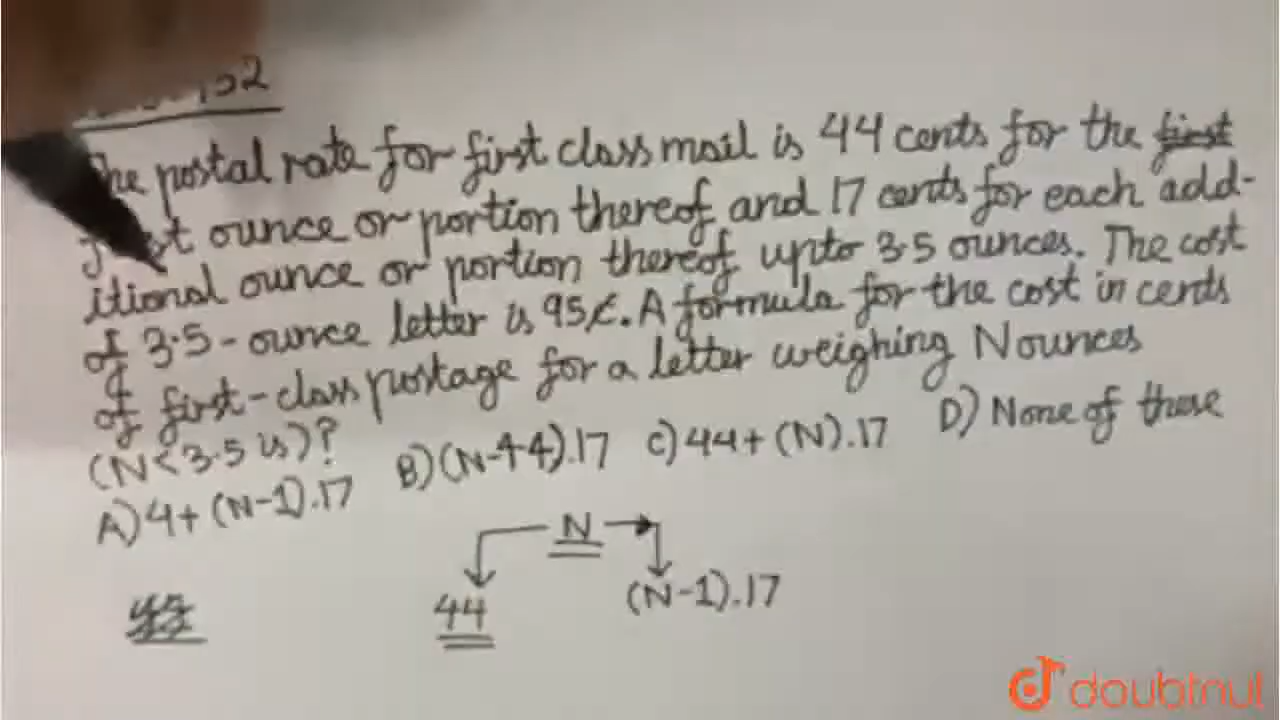 The postal rate for first class mail is 44 cents for the first
first ounce or portion thereof and 17 cents for each add-
itional ounce or portion thereof upto 3.5 ounces. The cost
of 3.5-ounce letter is 95¢. A formula for the cost in cents
of first-class postage for a letter weighing N ounces
(N<3.5 is)?
A) 4+(N-1).17 B) (N-44).17 C) 44+(N).17 D) None of these
N
44 (N-1).17
doubtnut